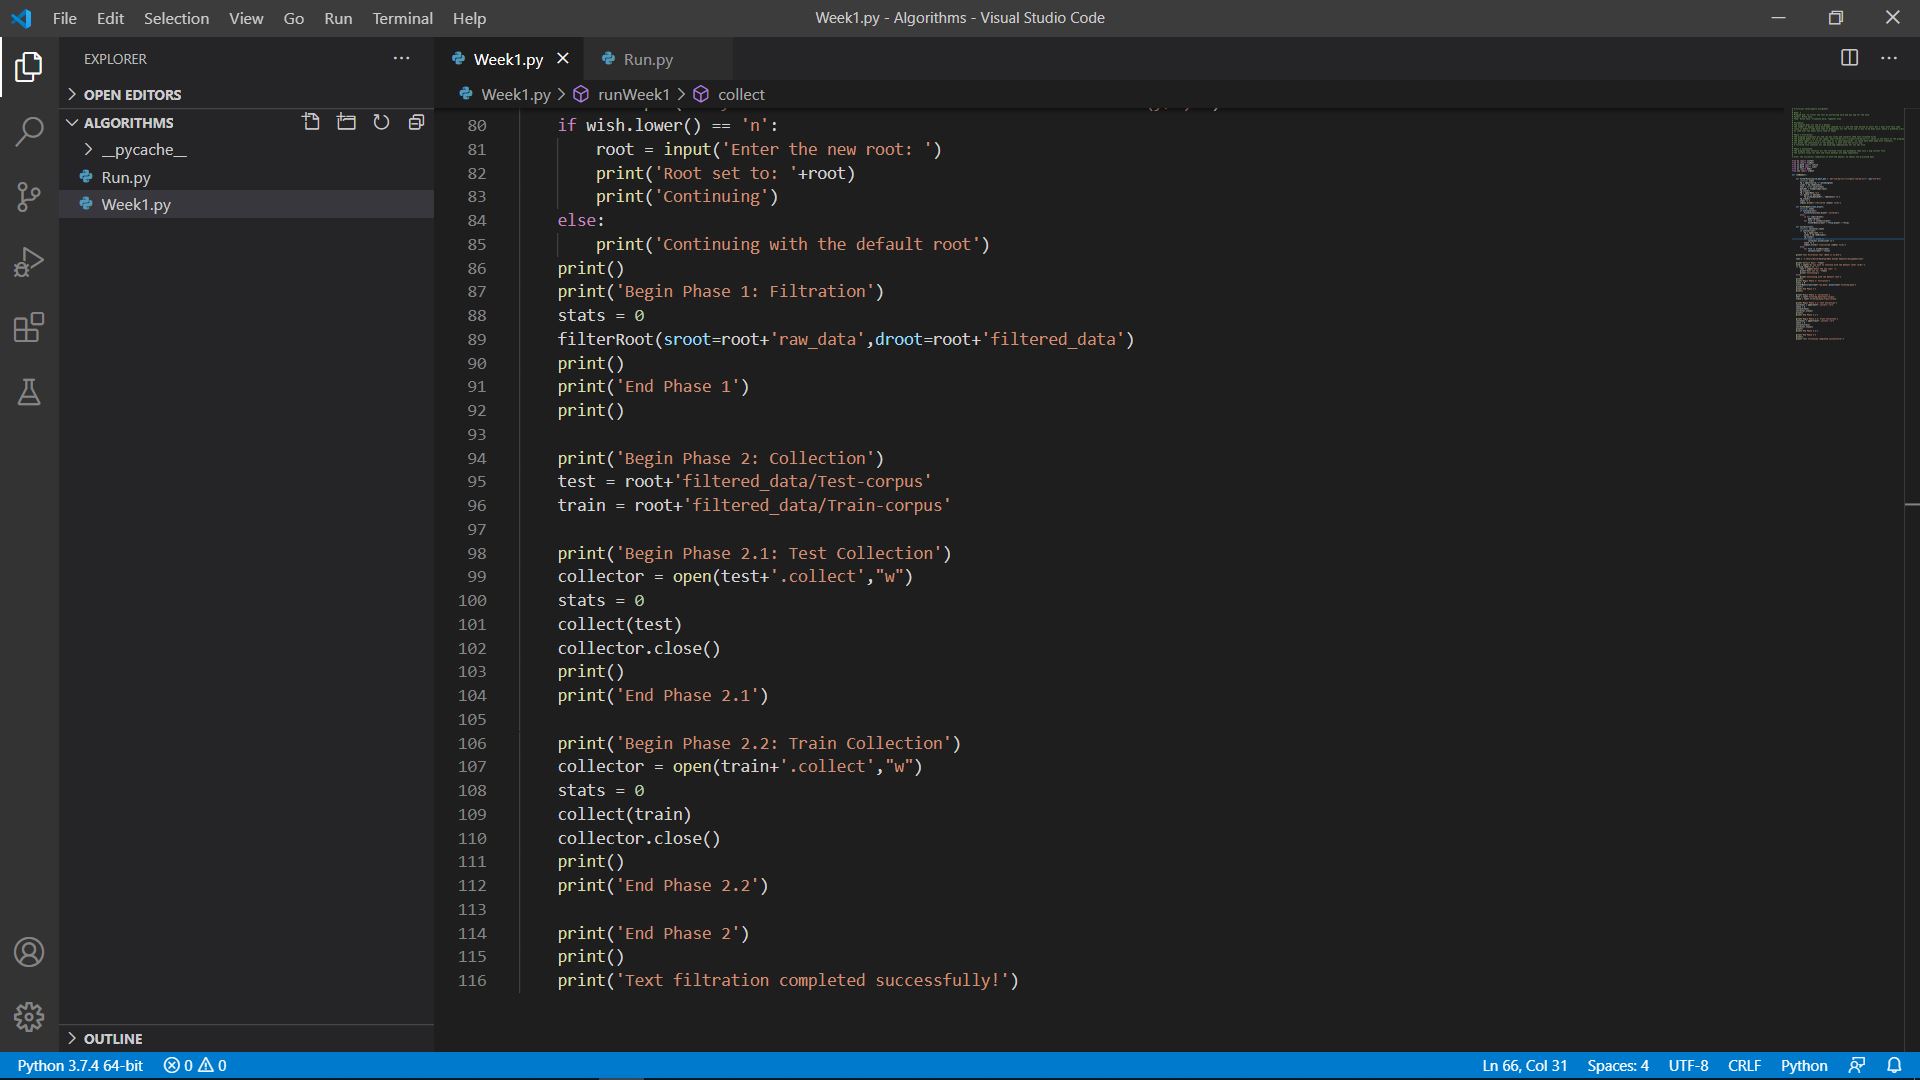 File Edit Selection View Go Run Terminal Help
Week1.py - Algorithms - Visual Studio Code
EXPLORER
OPEN EDITORS
ALGORITHMS
__pycache__
Run.py
Week1.py
Week1.py Run.py
Week1.py > runWeek1 > collect
80 if wish.lower() == 'n':
81 root = input('Enter the new root: ')
82 print('Root set to: '+root)
83 print('Continuing')
84 else:
85 print('Continuing with the default root')
86 print()
87 print('Begin Phase 1: Filtration')
88 stats = 0
89 filterRoot(sroot=root+'raw_data',droot=root+'filtered_data')
90 print()
91 print('End Phase 1')
92 print()
93
94 print('Begin Phase 2: Collection')
95 test = root+'filtered_data/Test-corpus'
96 train = root+'filtered_data/Train-corpus'
97
98 print('Begin Phase 2.1: Test Collection')
99 collector = open(test+'.collect',"w")
100 stats = 0
101 collect(test)
102 collector.close()
103 print()
104 print('End Phase 2.1')
105
106 print('Begin Phase 2.2: Train Collection')
107 collector = open(train+'.collect',"w")
108 stats = 0
109 collect(train)
110 collector.close()
111 print()
112 print('End Phase 2.2')
113
114 print('End Phase 2')
115 print()
116 print('Text filtration completed successfully!')
OUTLINE
Python 3.7.4 64-bit 0 0
Ln 66, Col 31 Spaces: 4 UTF-8 CRLF Python